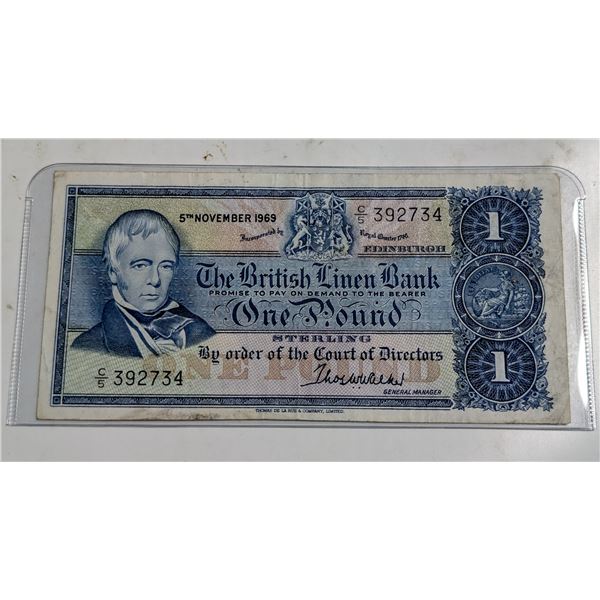 5TH NOVEMBER 1969
C/5 392734
Incorporated by Royal Charter 1746.
EDINBURGH
The British Linen Bank
PROMISE TO PAY ON DEMAND TO THE BEARER
One Pound
STERLING
By order of the Court of Directors
ONE POUND
C/5 392734
Thos W Walker
GENERAL MANAGER
THOMAS DE LA RUE & COMPANY, LIMITED.
1
1